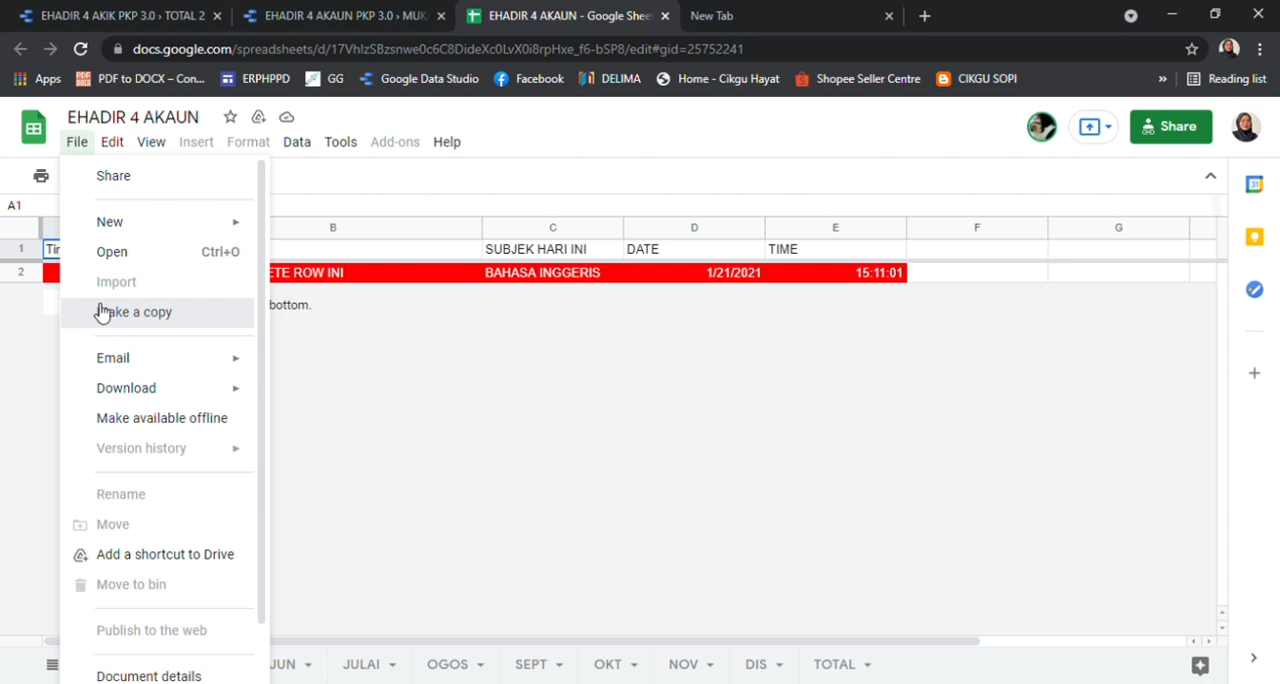 EHADIR 4 AKIK PKP 3.0 › TOTAL 2
EHADIR 4 AKAUN PKP 3.0 › MUK
EHADIR 4 AKAUN - Google Shee
New Tab
docs.google.com/spreadsheets/d/17VhlzSBzsnwe0c6C8DideXc0LvX0i8rpHxe_f6-bSP8/edit#gid=25752241
Apps
PDF to DOCX – Con...
ERPHPPD
GG
Google Data Studio
Facebook
DELIMA
Home - Cikgu Hayat
Shopee Seller Centre
CIKGU SOPI
»
Reading list
EHADIR 4 AKAUN
Share
File Edit View Insert Format Data Tools Add-ons Help
A1
B C D E F G
1 Tir SUBJEK HARI INI DATE TIME
2 ETE ROW INI BAHASA INGGERIS 1/21/2021 15:11:01
bottom.
Share
New
Open Ctrl+O
Import
ake a copy
Email
Download
Make available offline
Version history
Rename
Move
Add a shortcut to Drive
Move to bin
Publish to the web
Document details
JUN JULAI OGOS SEPT OKT NOV DIS TOTAL
31